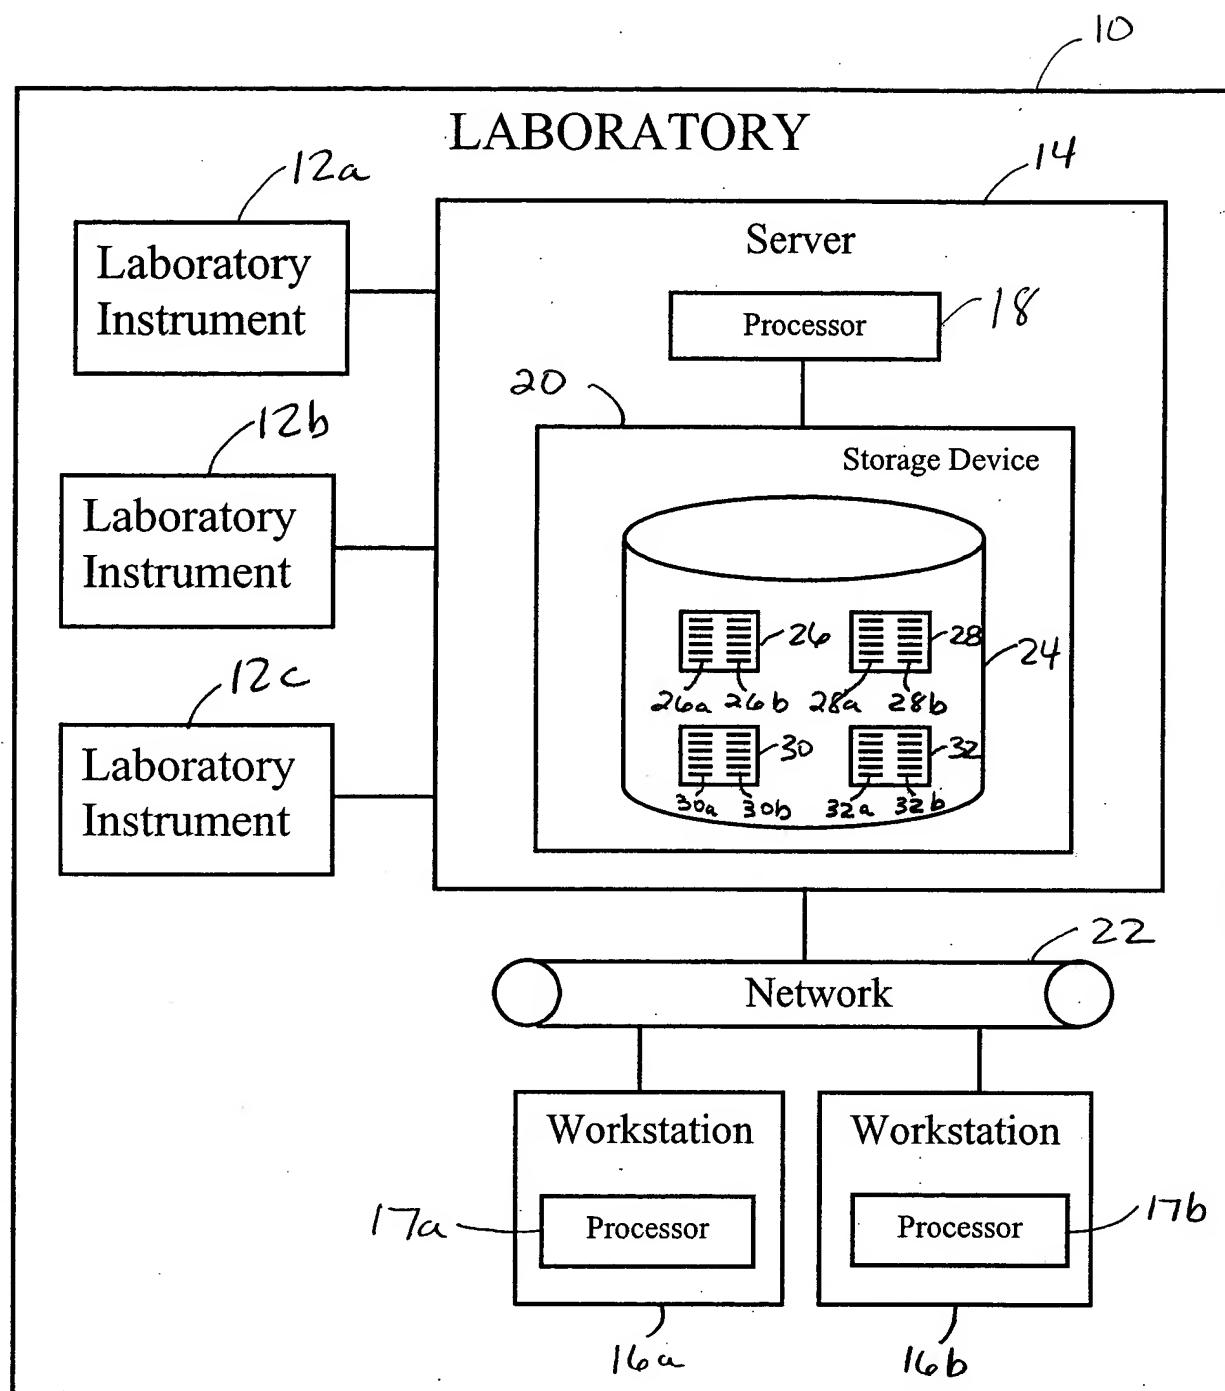 10
LABORATORY
12a
14
Laboratory
Instrument
Server
Processor
18
20
12b
Storage Device
Laboratory
Instrument
26
28
24
26a 26b 28a 28b
12c
30
32
Laboratory
Instrument
30a 30b 32a 32b
22
Network
Workstation
Workstation
17a
Processor
Processor
17b
16a
16b